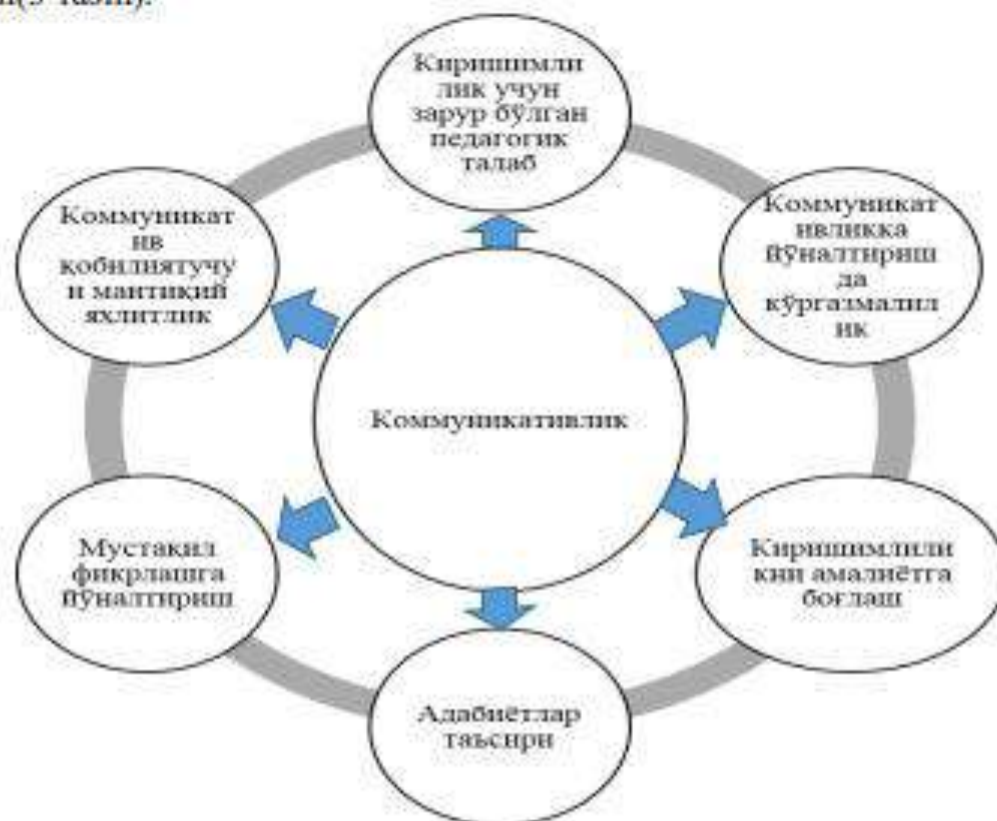 Киришимли
лик учун
зарур бўлган
педагогик
талаб
Коммуникат
ивликка
йўналтириш
да
кўргазмалил
ик
Киришимлили
кни амалиётга
боғлаш
Адабиётлар
таьсири
Мустақил
фикрлашга
йўналтириш
Коммуникат
ив
қобилиятучу
н мантиқий
яхлитлик
Коммуникативлик